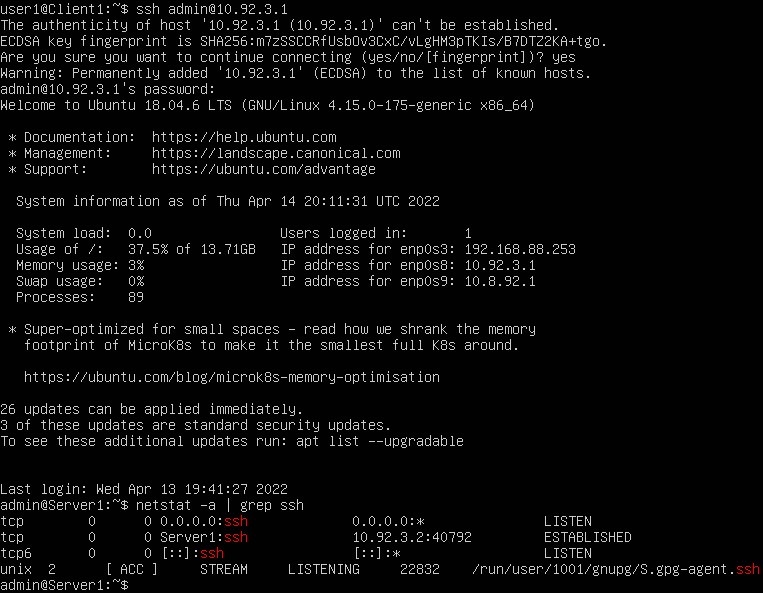 user1@Client1:~$ ssh admin@10.92.3.1
The authenticity of host '10.92.3.1 (10.92.3.1)' can't be established.
ECDSA key fingerprint is SHA256:m7zSSCCRfUsbOv3CxC/vLgHM3pTKIs/B7DTZ2KA+tgo.
Are you sure you want to continue connecting (yes/no/[fingerprint])? yes
Warning: Permanently added '10.92.3.1' (ECDSA) to the list of known hosts.
admin@10.92.3.1's password:
Welcome to Ubuntu 18.04.6 LTS (GNU/Linux 4.15.0-175-generic x86_64)

 * Documentation:  https://help.ubuntu.com
 * Management:     https://landscape.canonical.com
 * Support:        https://ubuntu.com/advantage

  System information as of Thu Apr 14 20:11:31 UTC 2022

  System load:  0.0               Users logged in:       1
  Usage of /:   37.5% of 13.71GB   IP address for enp0s3: 192.168.88.253
  Memory usage: 3%                IP address for enp0s8: 10.92.3.1
  Swap usage:   0%                IP address for enp0s9: 10.8.92.1
  Processes:    89

 * Super-optimized for small spaces - read how we shrank the memory
   footprint of MicroK8s to make it the smallest full K8s around.

   https://ubuntu.com/blog/microk8s-memory-optimisation

26 updates can be applied immediately.
3 of these updates are standard security updates.
To see these additional updates run: apt list --upgradable

Last login: Wed Apr 13 19:41:27 2022
admin@Server1:~$ netstat -a | grep ssh
tcp        0      0 0.0.0.0:ssh             0.0.0.0:*               LISTEN
tcp        0      0 Server1:ssh             10.92.3.2:40792         ESTABLISHED
tcp6       0      0 [::]:ssh                [::]:*                  LISTEN
unix  2      [ ACC ]     STREAM     LISTENING     22832    /run/user/1001/gnupg/S.gpg-agent.ssh
admin@Server1:~$